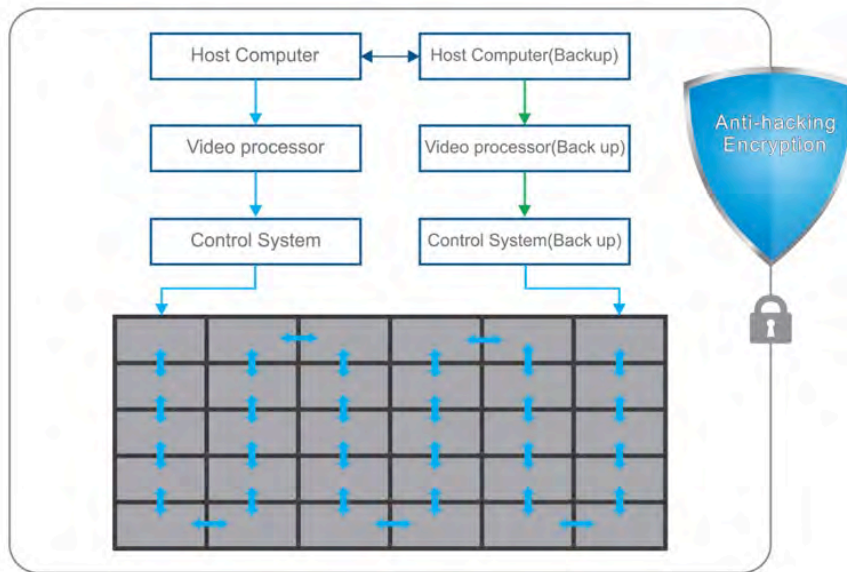 Host Computer
Host Computer(Backup)
Video processor
Video processor(Back up)
Control System
Control System(Back up)
Anti-hacking
Encryption